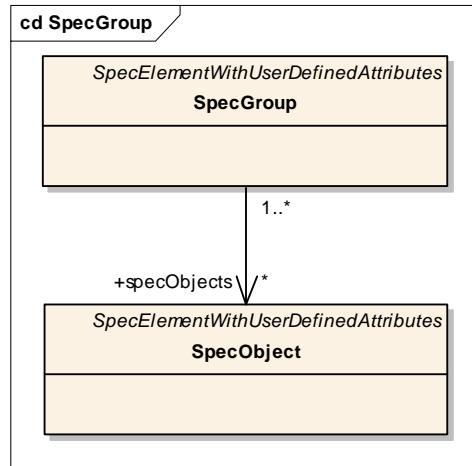 cd SpecGroup
SpecElementWithUserDefinedAttributes
SpecGroup
1..*
+specObjects *
SpecElementWithUserDefinedAttributes
SpecObject